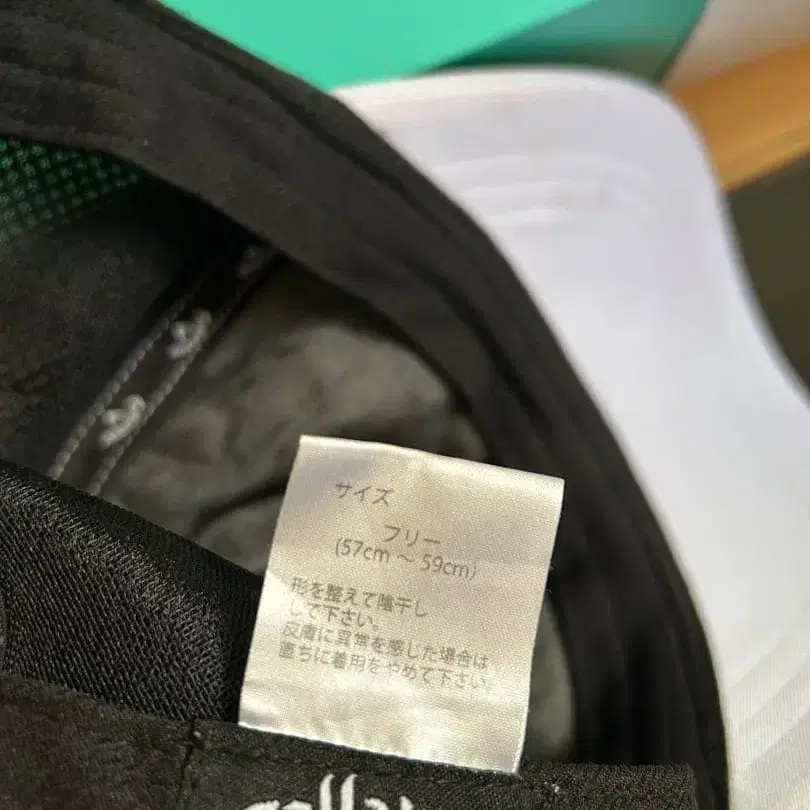 サイズ
フリー
(57cm ～ 59cm)
形を整えて陰干し
して下さい。
皮膚に異常を感じた場合は
直ちに着用をやめて下さい。